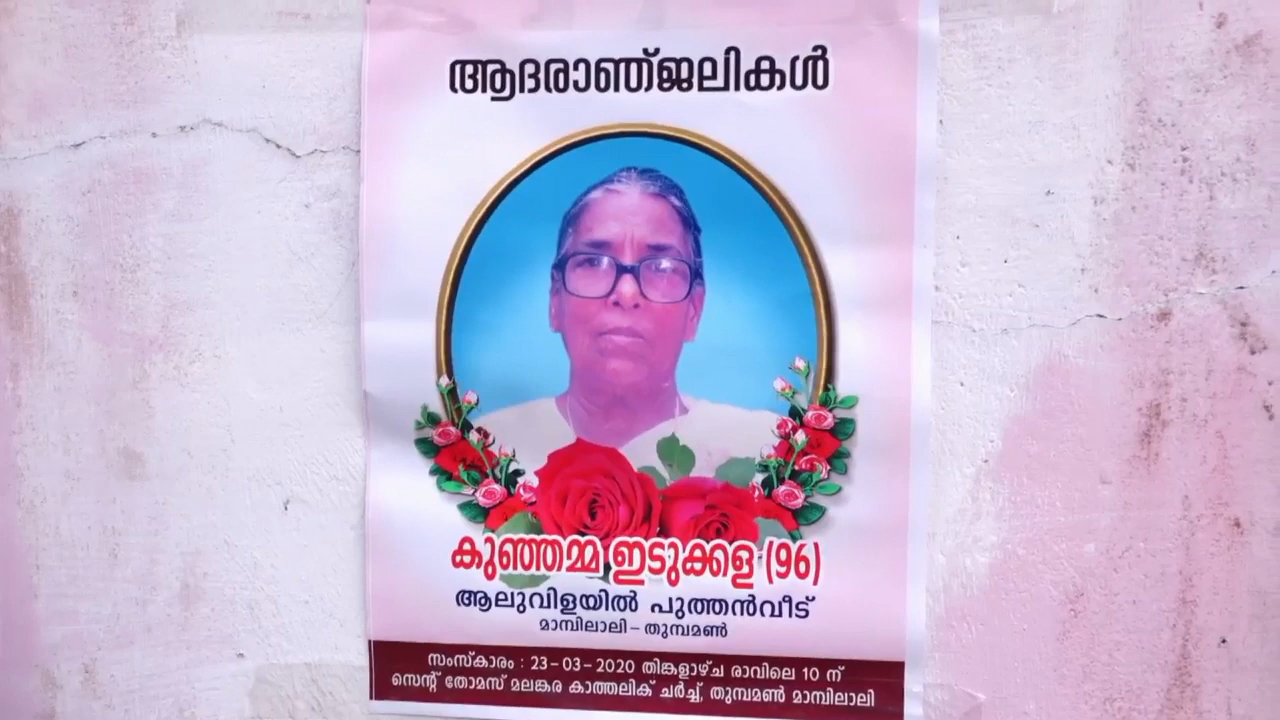 ആദരാഞ്ജലികൾ
കുഞ്ഞമ്മ ഇടുക്കള (96)
ആലുവിളയിൽ പുത്തൻവീട്
മാമ്പിലാലി – തുമ്പമൺ
സംസ്കാരം : 23-03-2020 തിങ്കളാഴ്ച രാവിലെ 10 ന്
സെന്റ് തോമസ് മലങ്കര കാത്തലിക് ചർച്ച്, തുമ്പമൺ മാമ്പിലാലി